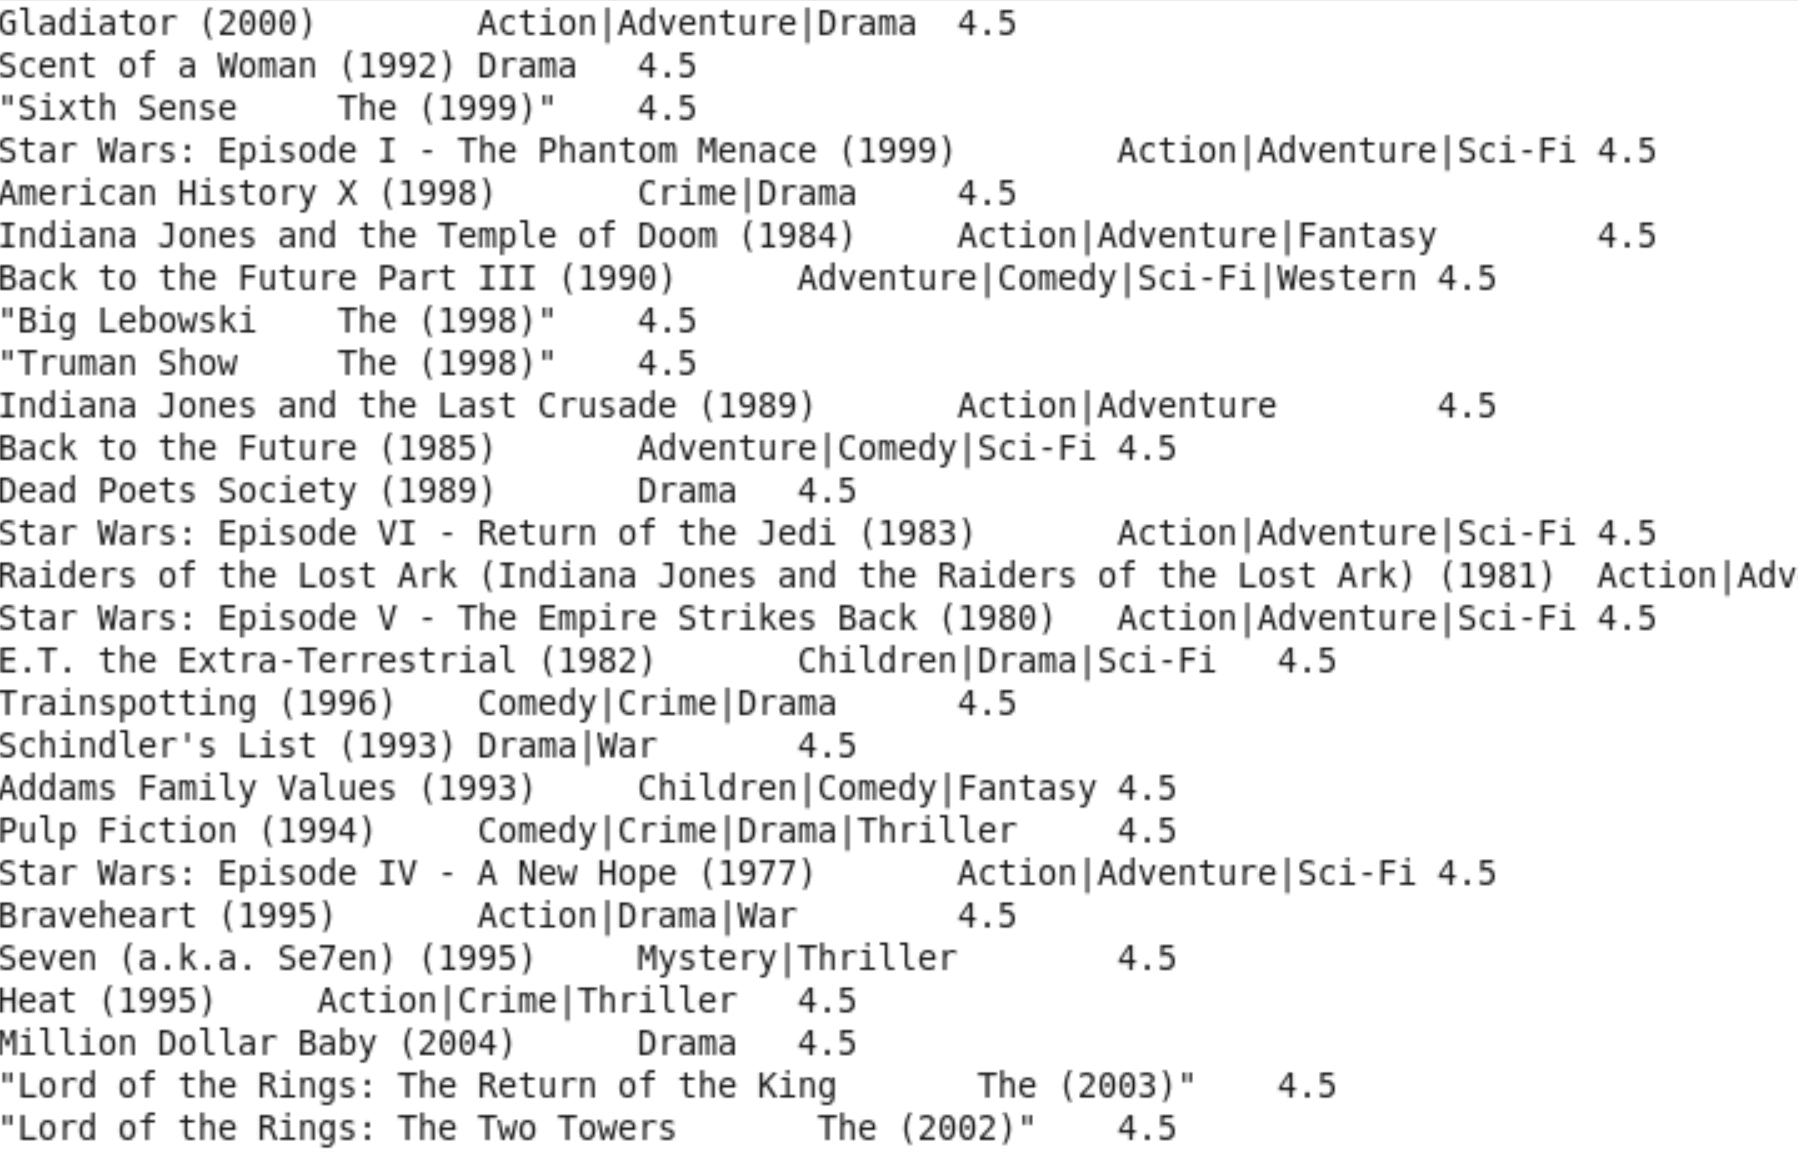 Gladiator (2000)        Action|Adventure|Drama  4.5
Scent of a Woman (1992) Drama   4.5
"Sixth Sense     The (1999)"    4.5
Star Wars: Episode I - The Phantom Menace (1999)        Action|Adventure|Sci-Fi 4.5
American History X (1998)       Crime|Drama     4.5
Indiana Jones and the Temple of Doom (1984)     Action|Adventure|Fantasy        4.5
Back to the Future Part III (1990)      Adventure|Comedy|Sci-Fi|Western 4.5
"Big Lebowski    The (1998)"    4.5
"Truman Show     The (1998)"    4.5
Indiana Jones and the Last Crusade (1989)       Action|Adventure        4.5
Back to the Future (1985)       Adventure|Comedy|Sci-Fi 4.5
Dead Poets Society (1989)       Drama   4.5
Star Wars: Episode VI - Return of the Jedi (1983)       Action|Adventure|Sci-Fi 4.5
Raiders of the Lost Ark (Indiana Jones and the Raiders of the Lost Ark) (1981)  Action|Adv
Star Wars: Episode V - The Empire Strikes Back (1980)   Action|Adventure|Sci-Fi 4.5
E.T. the Extra-Terrestrial (1982)       Children|Drama|Sci-Fi   4.5
Trainspotting (1996)    Comedy|Crime|Drama      4.5
Schindler's List (1993) Drama|War       4.5
Addams Family Values (1993)     Children|Comedy|Fantasy 4.5
Pulp Fiction (1994)     Comedy|Crime|Drama|Thriller     4.5
Star Wars: Episode IV - A New Hope (1977)       Action|Adventure|Sci-Fi 4.5
Braveheart (1995)       Action|Drama|War        4.5
Seven (a.k.a. Se7en) (1995)     Mystery|Thriller        4.5
Heat (1995)     Action|Crime|Thriller   4.5
Million Dollar Baby (2004)      Drama   4.5
"Lord of the Rings: The Return of the King       The (2003)"    4.5
"Lord of the Rings: The Two Towers       The (2002)"    4.5